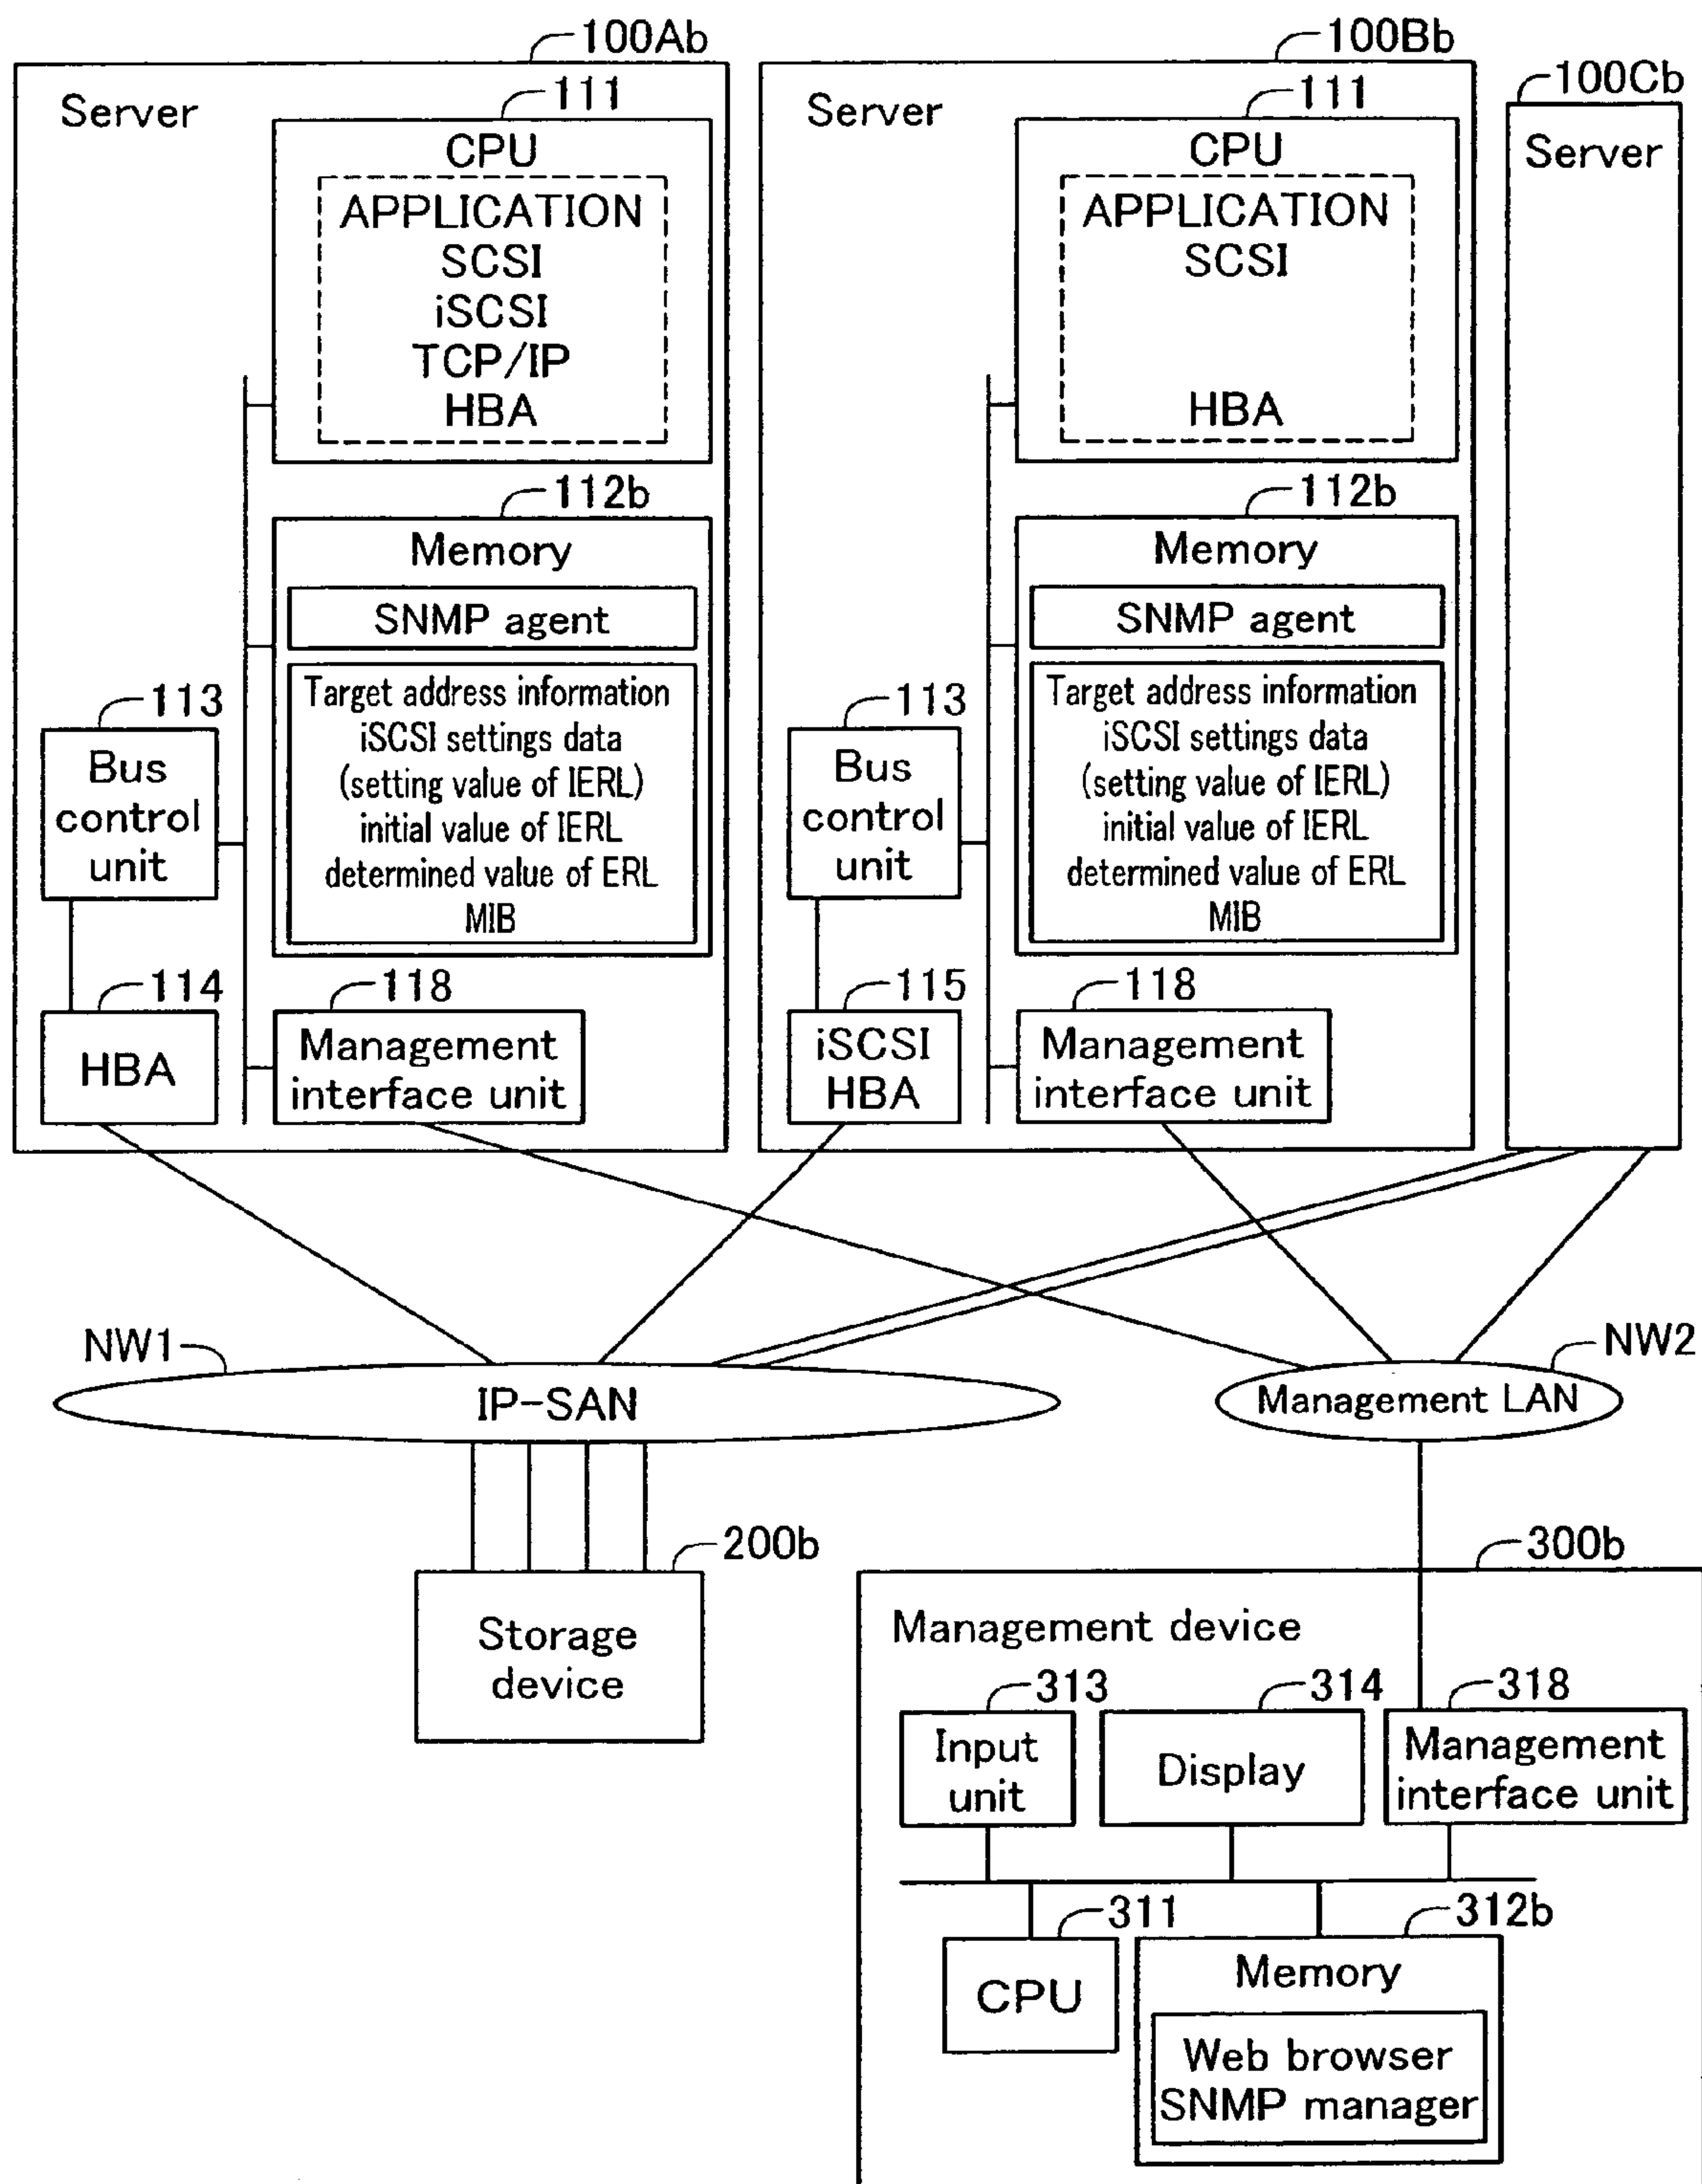 100Ab
Server
111
CPU
APPLICATION
SCSI
iSCSI
TCP/IP
HBA
112b
Memory
SNMP agent
Target address information
iSCSI settings data
(setting value of IERL)
initial value of IERL
determined value of ERL
MIB
113
Bus
control
unit
114
HBA
118
Management
interface unit
100Bb
Server
111
CPU
APPLICATION
SCSI
HBA
112b
Memory
SNMP agent
Target address information
iSCSI settings data
(setting value of IERL)
initial value of IERL
determined value of ERL
MIB
113
Bus
control
unit
115
iSCSI
HBA
118
Management
interface unit
100Cb
Server
NW1
IP-SAN
NW2
Management LAN
200b
Storage
device
300b
Management device
313
Input
unit
314
Display
318
Management
interface unit
311
CPU
312b
Memory
Web browser
SNMP manager